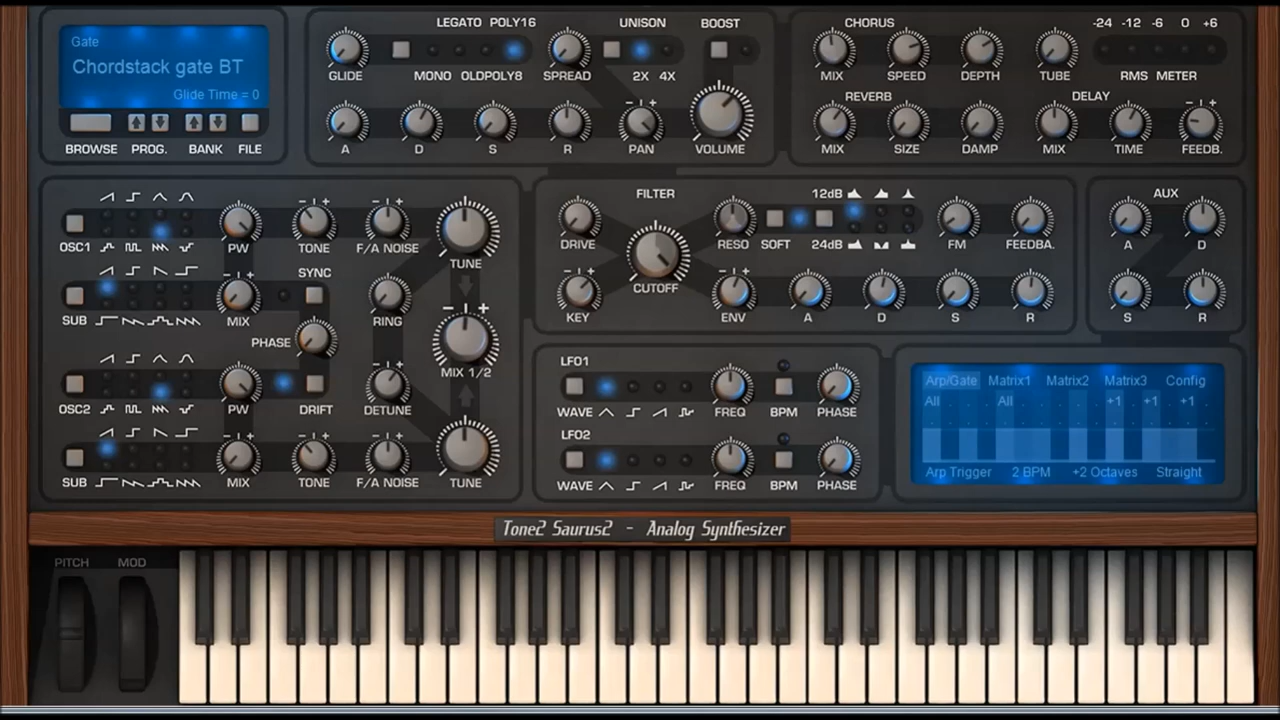 Gate
Chordstack gate BT
Glide Time = 0
BROWSE PROG. BANK FILE
LEGATO POLY16 UNISON BOOST
GLIDE MONO OLDPOLY8 SPREAD 2X 4X
A D S R PAN VOLUME
CHORUS -24 -12 -6 0 +6
MIX SPEED DEPTH TUBE RMS METER
REVERB DELAY
MIX SIZE DAMP MIX TIME FEEDB.
OSC1 PW TONE F/A NOISE TUNE
SYNC
SUB MIX RING
PHASE
MIX 1/2
OSC2 PW DRIFT DETUNE
SUB MIX TONE F/A NOISE TUNE
FILTER 12dB
DRIVE RESO SOFT 24dB FM FEEDBA.
CUTOFF
KEY ENV A D S R
AUX
A D
S R
LFO1
WAVE FREQ BPM PHASE
LFO2
WAVE FREQ BPM PHASE
Arp/Gate Matrix1 Matrix2 Matrix3 Config
All All +1 +1 +1
Arp Trigger 2 BPM +2 Octaves Straight
Tone2 Saurus2 - Analog Synthesizer
PITCH MOD